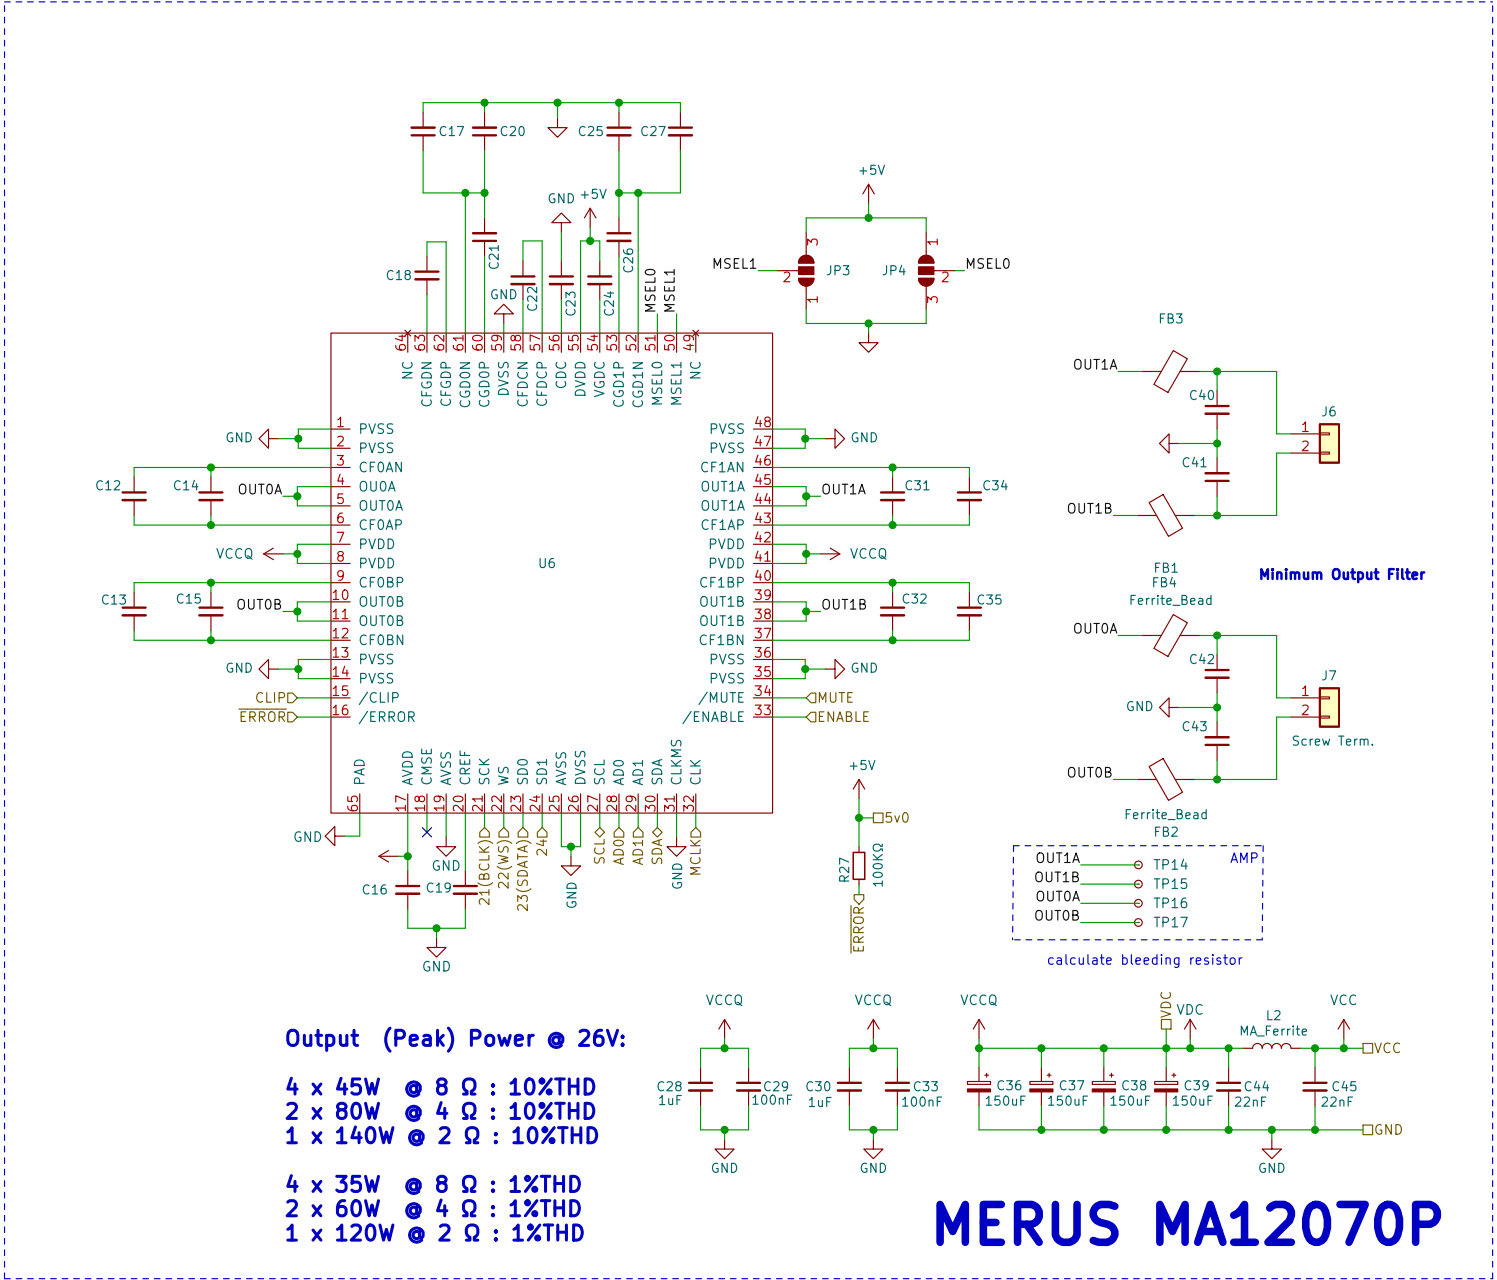 C17
C20
C25
C27
GND
+5V
C21
C26
C18
C22
C23
C24
GND
MSEL0
MSEL1
+5V
MSEL1
3
2
1
JP3
JP4
1
2
3
MSEL0
64
63
62
61
60
59
58
57
56
55
54
53
52
51
50
49
NC
CFGDN
CFGDP
CGD0N
CGD0P
DVSS
CFDCN
CFDCP
CDC
DVDD
VGDC
CGD1P
CGD1N
MSEL0
MSEL1
NC
GND
1 PVSS
2 PVSS
3 CF0AN
C12
C14
OUT0A
4 OU0A
5 OUT0A
6 CF0AP
7 PVDD
VCCQ
8 PVDD
9 CF0BP
C13
C15
OUT0B
10 OUT0B
11 OUT0B
12 CF0BN
13 PVSS
GND
14 PVSS
CLIP 15 /CLIP
ERROR 16 /ERROR
U6
PVSS 48
GND
PVSS 47
CF1AN 46
OUT1A 45
OUT1A
C31
C34
OUT1A 44
CF1AP 43
PVDD 42
VCCQ
PVDD 41
CF1BP 40
OUT1B 39
OUT1B
C32
C35
OUT1B 38
CF1BN 37
PVSS 36
GND
PVSS 35
/MUTE 34 MUTE
/ENABLE 33 ENABLE
PAD
AVDD
CMSE
AVSS
CREF
SCK
WS
SD0
SD1
AVSS
DVSS
SCL
AD0
AD1
SDA
CLKMS
CLK
65
17
18
19
20
21
22
23
24
25
26
27
28
29
30
31
32
GND
GND
21(BCLK)
22(WS)
23(SDATA)
24
GND
SCL
AD0
AD1
SDA
GND
MCLK
C16
C19
GND
+5V
5v0
R27
100KΩ
ERROR
FB3
OUT1A
C40
J6
1
2
C41
OUT1B
FB1
Minimum Output Filter
FB4
Ferrite_Bead
OUT0A
C42
J7
1
2
GND
C43
Screw Term.
OUT0B
Ferrite_Bead
FB2
AMP
OUT1A TP14
OUT1B TP15
OUT0A TP16
OUT0B TP17
calculate bleeding resistor
VCCQ
C28
1uF
C29
100nF
GND
VCCQ
C30
1uF
C33
100nF
GND
VCCQ
VDC
VDC
L2
MA_Ferrite
VCC
VCC
C36
150uF
C37
150uF
C38
150uF
C39
150uF
C44
22nF
C45
22nF
GND
GND
Output (Peak) Power @ 26V:
4 x 45W @ 8 Ω : 10%THD
2 x 80W @ 4 Ω : 10%THD
1 x 140W @ 2 Ω : 10%THD
4 x 35W @ 8 Ω : 1%THD
2 x 60W @ 4 Ω : 1%THD
1 x 120W @ 2 Ω : 1%THD
MERUS MA12070P